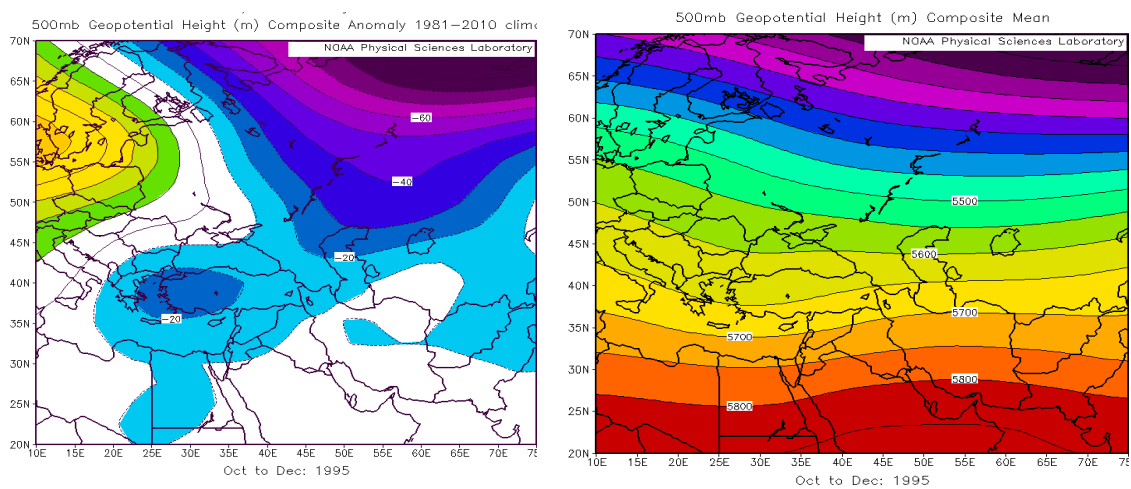 500mb Geopotential Height (m) Composite Anomaly 1981−2010 clim
NOAA Physical Sciences Laboratory
70N
65N
60N
55N
50N
45N
40N
35N
30N
25N
20N
−60
−40
−20
−20
10E 15E 20E 25E 30E 35E 40E 45E 50E 55E 60E 65E 70E 75E
Oct to Dec: 1995
500mb Geopotential Height (m) Composite Mean
NOAA Physical Sciences Laboratory
70N
65N
60N
55N
50N
45N
40N
35N
30N
25N
20N
5500
5600
5700
5700
5800
5800
10E 15E 20E 25E 30E 35E 40E 45E 50E 55E 60E 65E 70E 75E
Oct to Dec: 1995